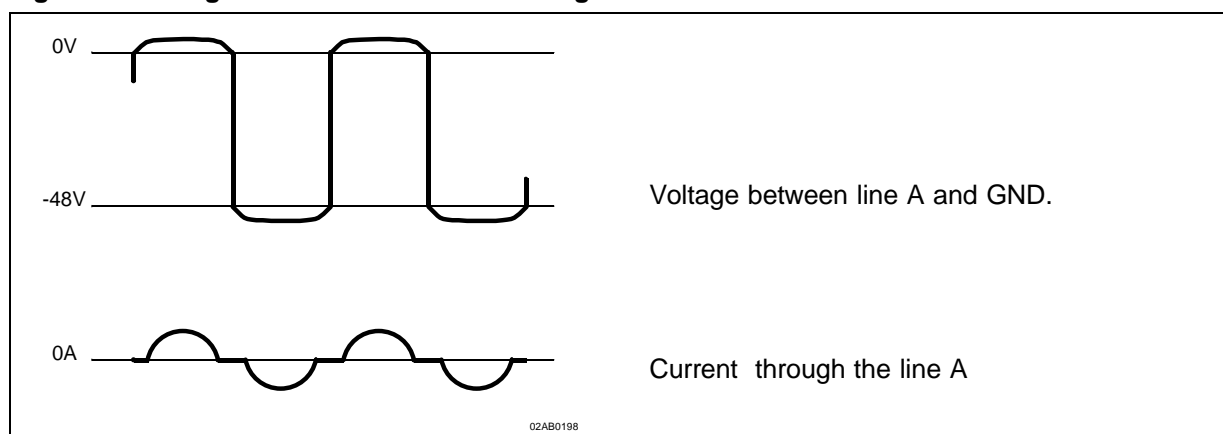 0V
-48V
Voltage between line A and GND.
0A
Current through the line A
02AB0198